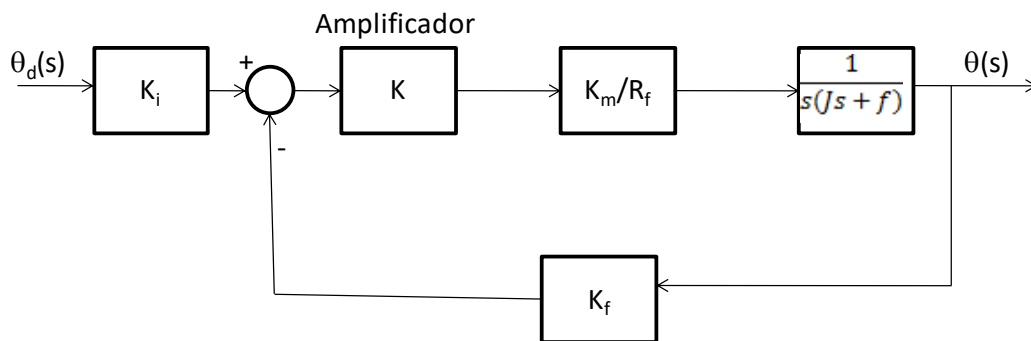 Amplificador
θd(s)
Ki
+
K
Km/Rf
1
s(Js + f)
θ(s)
-
Kf